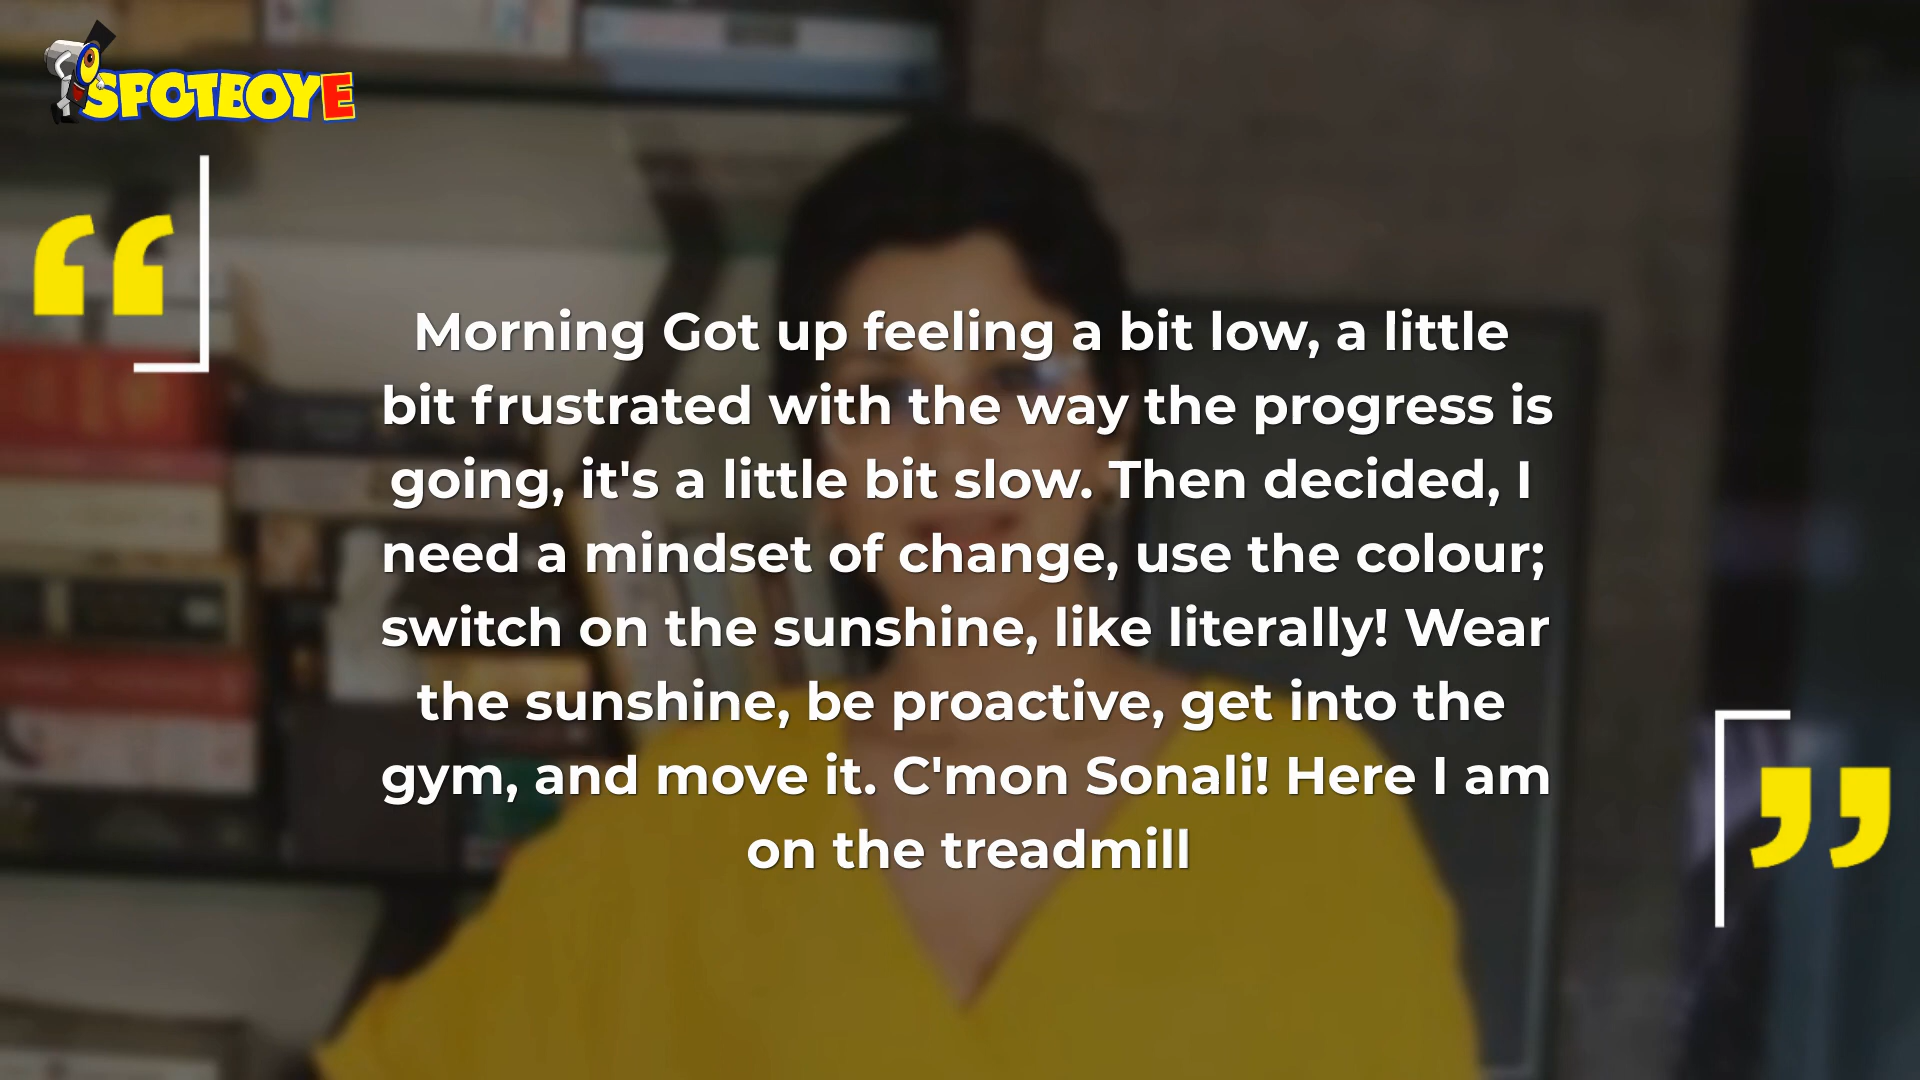 SPOTBOYE
Morning Got up feeling a bit low, a little
bit frustrated with the way the progress is
going, it's a little bit slow. Then decided, I
need a mindset of change, use the colour;
switch on the sunshine, like literally! Wear
the sunshine, be proactive, get into the
gym, and move it. C'mon Sonali! Here I am
on the treadmill